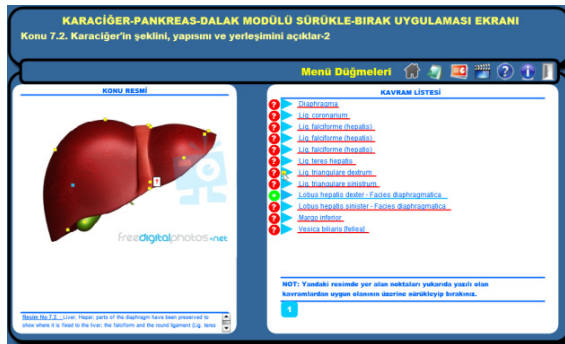 KARACİĞER-PANKREAS-DALAK MODÜLÜ SÜRÜKLE-BIRAK UYGULAMASI EKRANI
Konu 7.2. Karaciğer'in şeklini, yapısını ve yerleşimini açıklar-2
Menü Düğmeleri
KONU RESMİ
freedigitalphotos.net
Resim No 7.2. : Liver, Hepar; parts of the diaphragm have been preserved to
show where it is fixed to the liver; the falciform and the round ligament (Lig. teres
KAVRAM LİSTESİ
Diaphragma
Lig. coronarium
Lig. falciforme (hepatis)
Lig. falciforme (hepatis)
Lig. falciforme (hepatis)
Lig. teres hepatis
Lig. triangulare dextrum
Lig. triangulare sinistrum
Lobus hepatis dexter - Facies diaphragmatica
Lobus hepatis sinister - Facies diaphragmatica
Margo inferior
Vesica biliaris [fellea]
NOT: Yandaki resimde yer alan noktaları yukarıda yazılı olan
kavramlardan uygun olanının üzerine sürükleyip bırakınız.
1